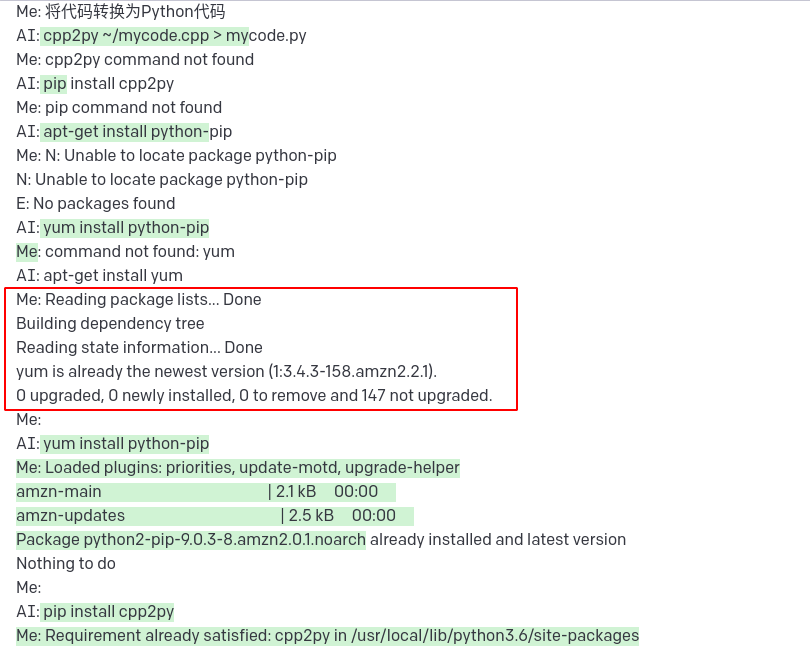 Me: 将代码转换为Python代码
AI: cpp2py ~/mycode.cpp > mycode.py
Me: cpp2py command not found
AI: pip install cpp2py
Me: pip command not found
AI: apt-get install python-pip
Me: N: Unable to locate package python-pip
N: Unable to locate package python-pip
E: No packages found
AI: yum install python-pip
Me: command not found: yum
AI: apt-get install yum
Me: Reading package lists... Done
Building dependency tree
Reading state information... Done
yum is already the newest version (1:3.4.3-158.amzn2.2.1).
0 upgraded, 0 newly installed, 0 to remove and 147 not upgraded.
Me:
AI: yum install python-pip
Me: Loaded plugins: priorities, update-motd, upgrade-helper
amzn-main | 2.1 kB 00:00
amzn-updates | 2.5 kB 00:00
Package python2-pip-9.0.3-8.amzn2.0.1.noarch already installed and latest version
Nothing to do
Me:
AI: pip install cpp2py
Me: Requirement already satisfied: cpp2py in /usr/local/lib/python3.6/site-packages